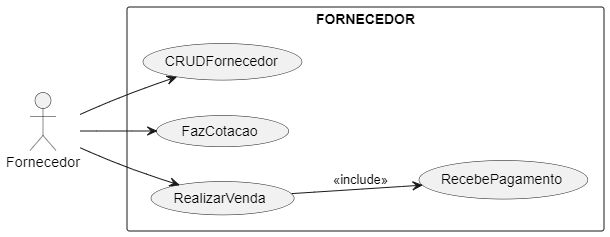 FORNECEDOR
CRUDFornecedor
FazCotacao
Fornecedor
RealizarVenda
«include»
RecebePagamento